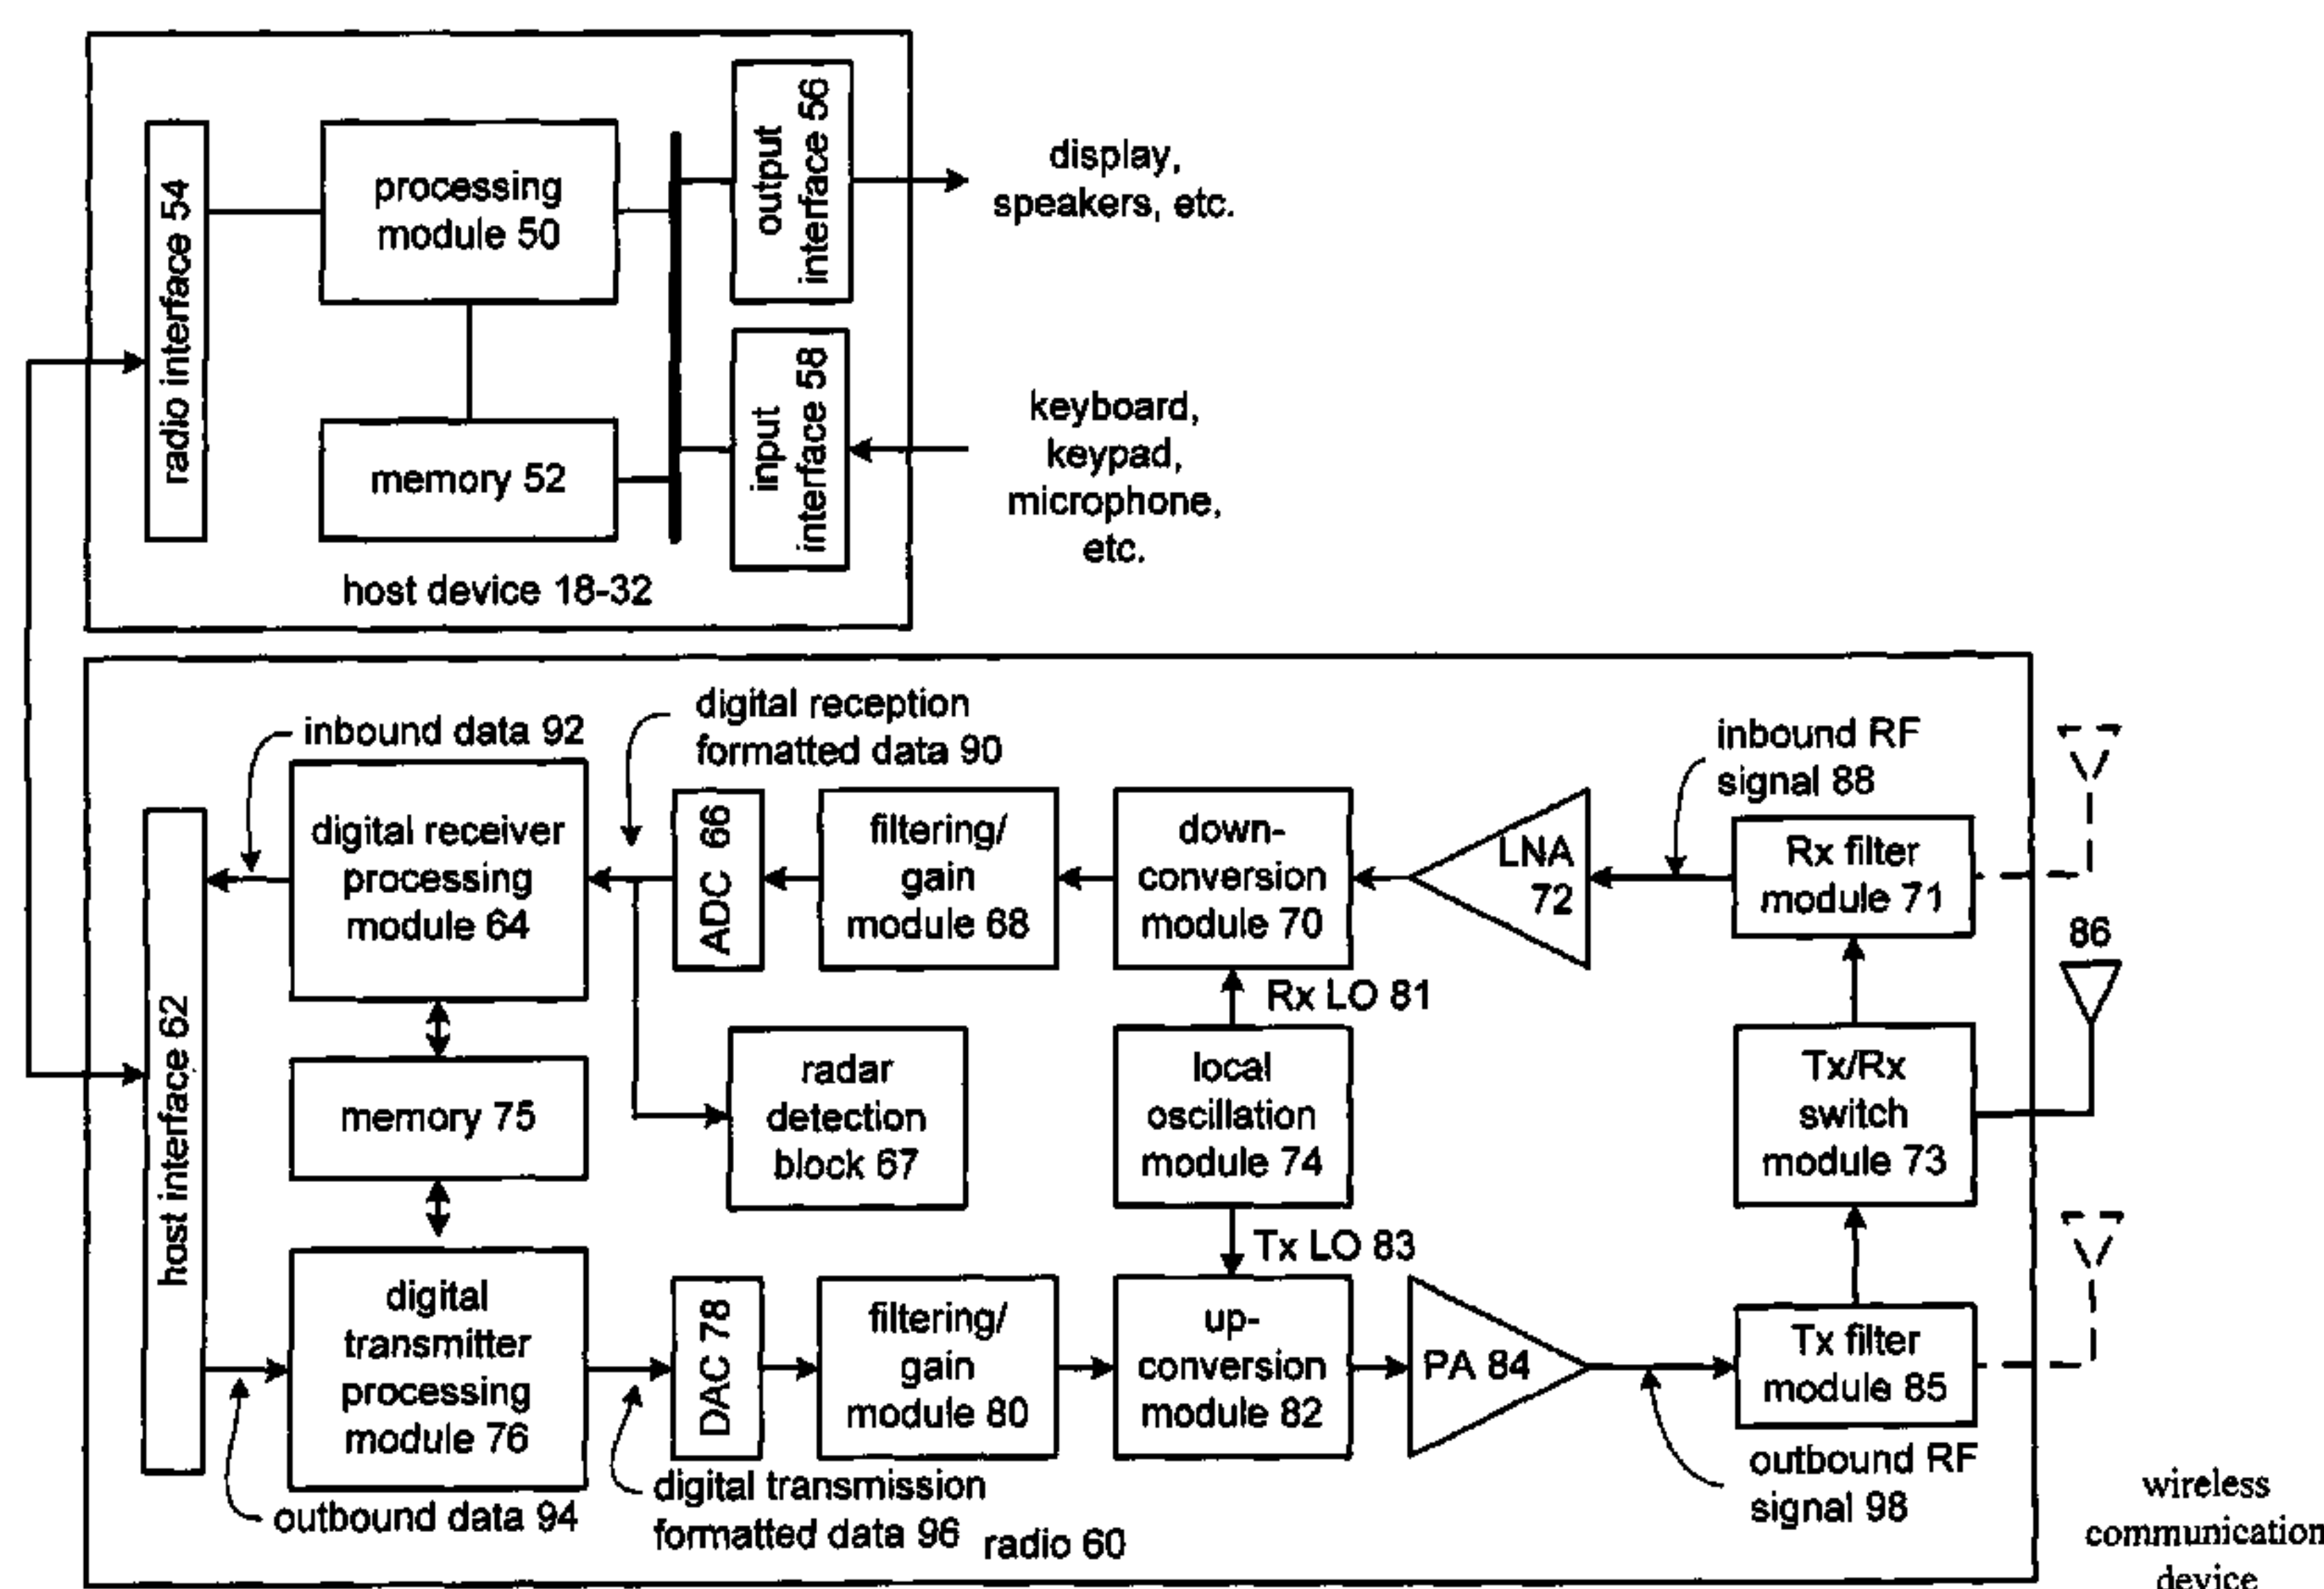 radio interface 54
processing
module 50
memory 52
output
interface 56
input
interface 58
display,
speakers, etc.
keyboard,
keypad,
microphone,
etc.
host device 18-32
inbound data 92
digital reception
formatted data 90
inbound RF
signal 88
host interface 62
digital receiver
processing
module 64
ADC 66
filtering/
gain
module 68
down-
conversion
module 70
LNA
72
Rx filter
module 71
86
Rx LO 81
memory 75
radar
detection
block 67
local
oscillation
module 74
Tx/Rx
switch
module 73
Tx LO 83
digital
transmitter
processing
module 76
DAC 78
filtering/
gain
module 80
up-
conversion
module 82
PA 84
Tx filter
module 85
outbound data 94
digital transmission
formatted data 96
radio 60
outbound RF
signal 98
wireless
communication
device